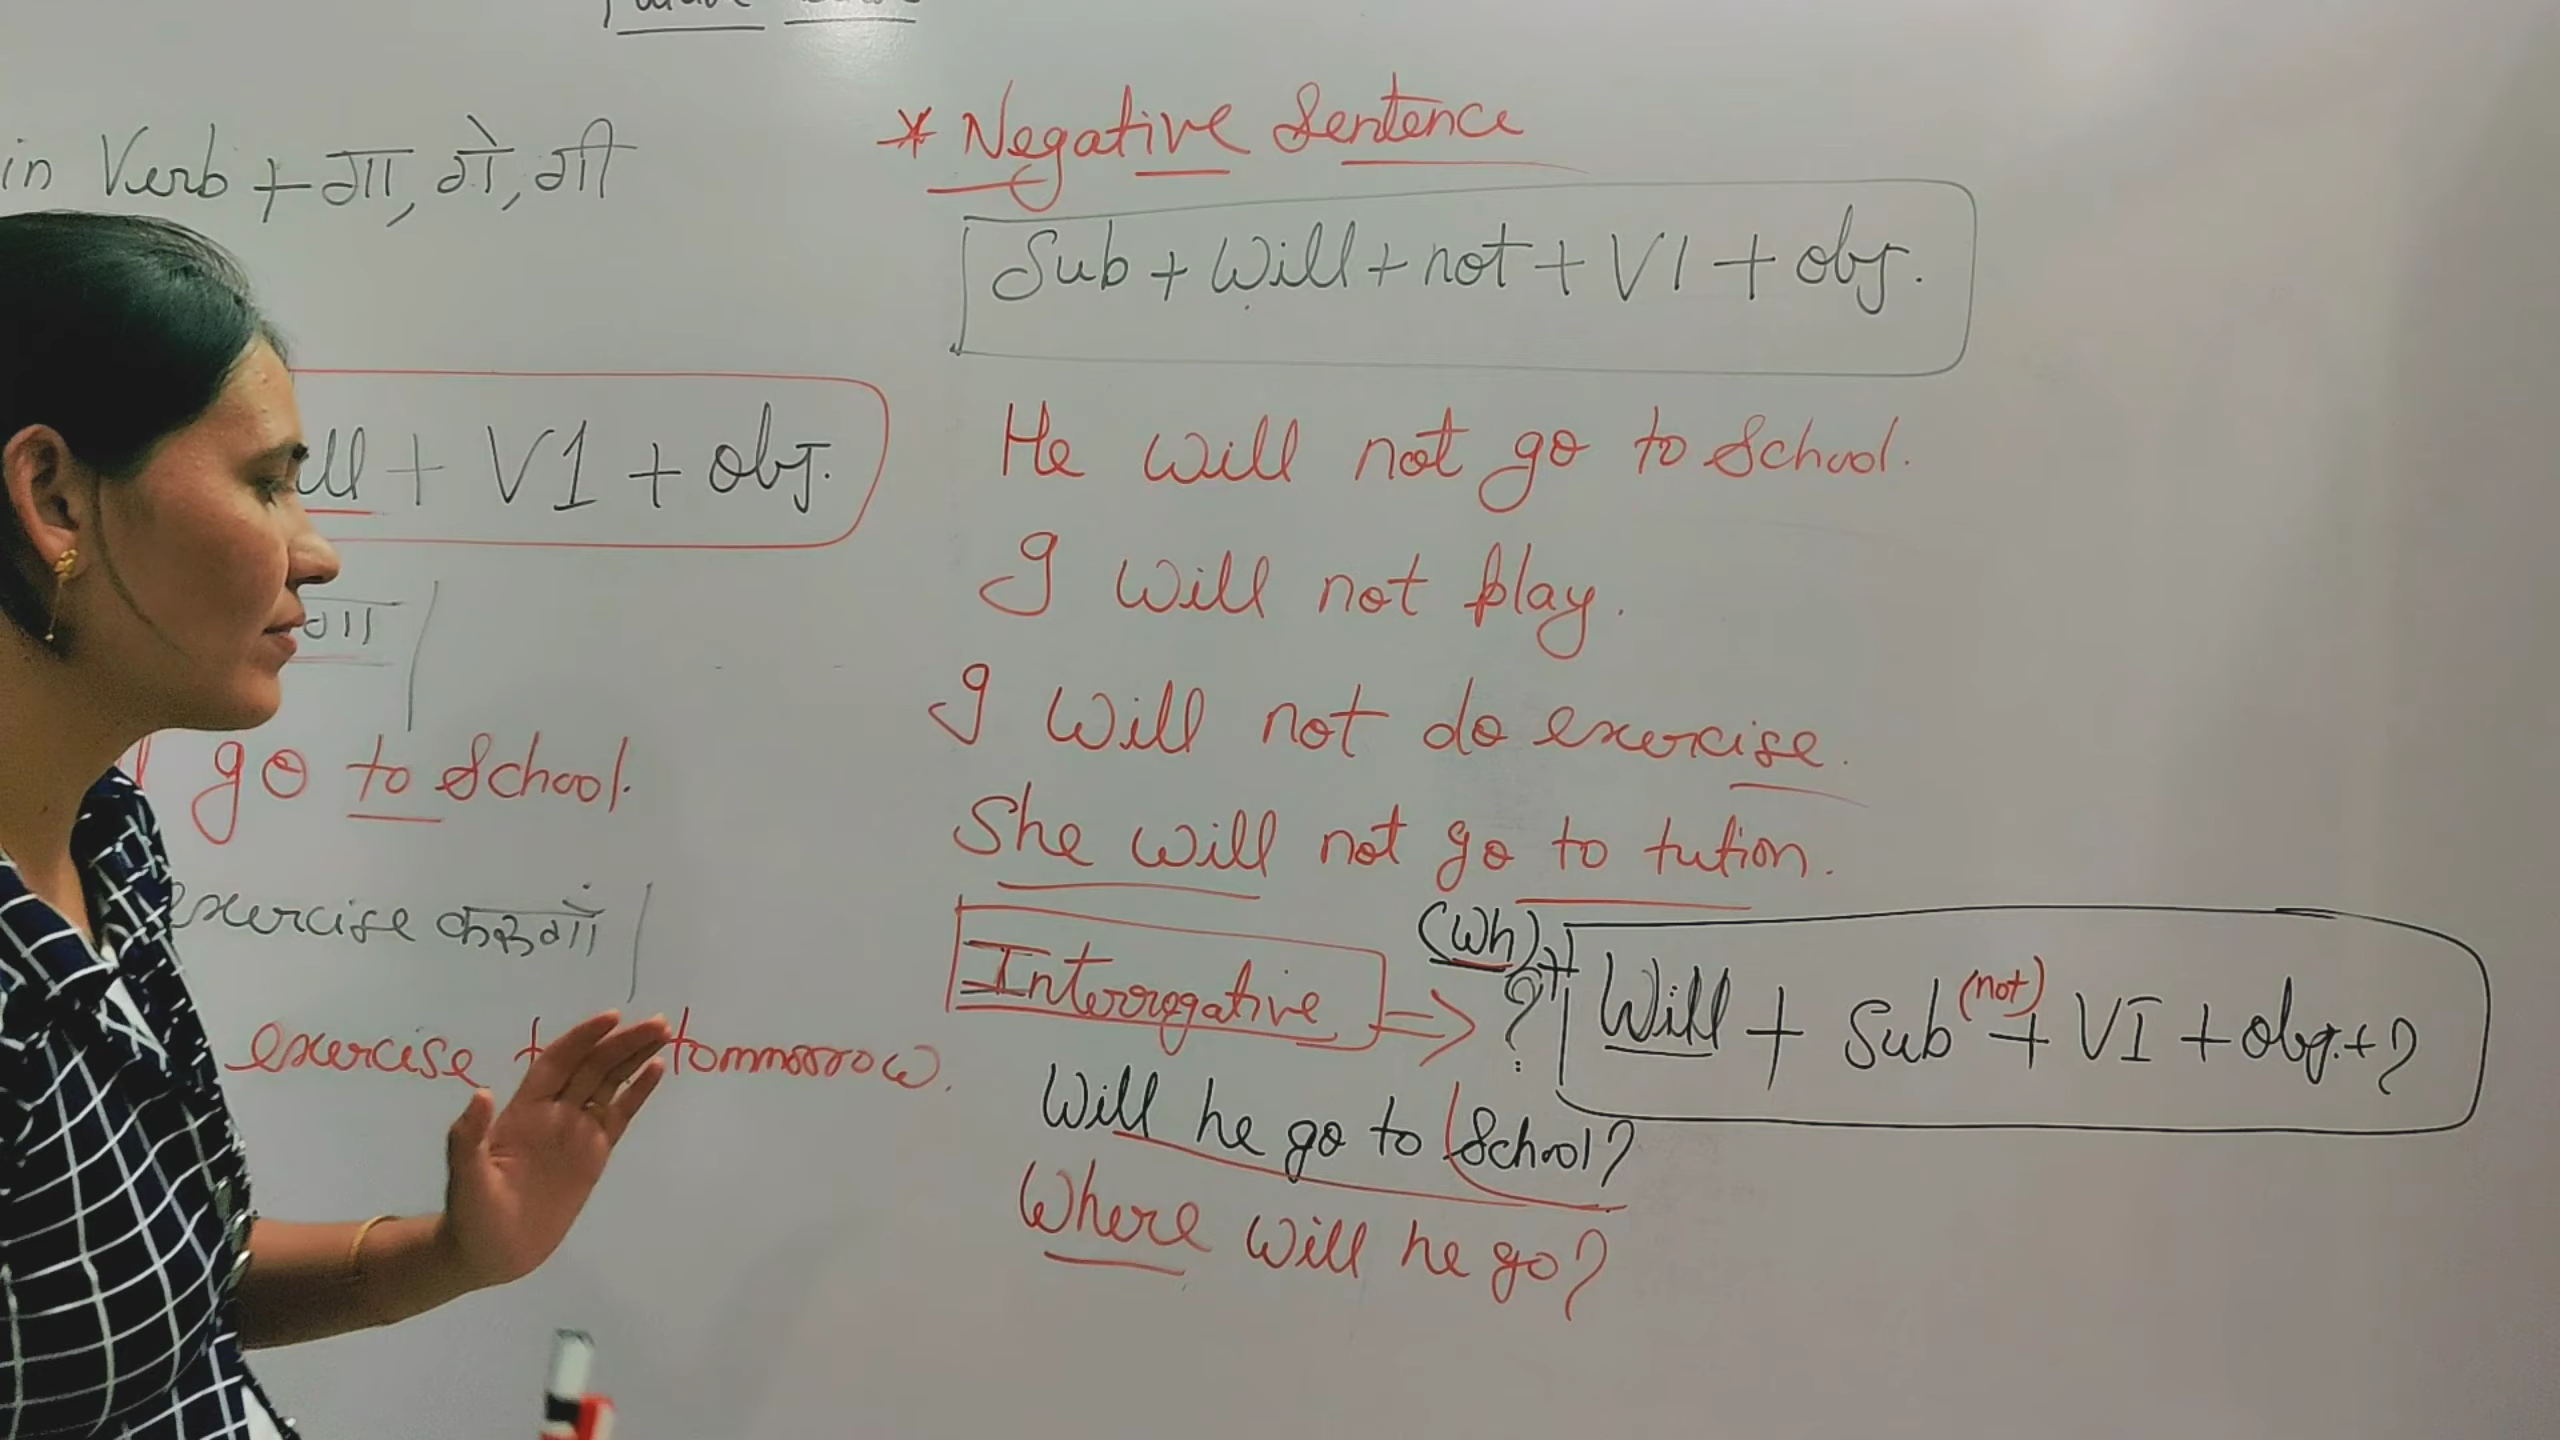 in Verb + गा, गे, गी
+ V1 + obj.
go to School.
exercise करूगाँ
exercise tommorrow.
* Negative Sentence
Sub + Will + not + V1 + obj.
He will not go to School.
I will not play.
I will not do exercise.
She will not go to tution.
Interrogative => ? (Wh) + Will + Sub (not) + VI + obj. + ?
Will he go to School?
Where will he go?